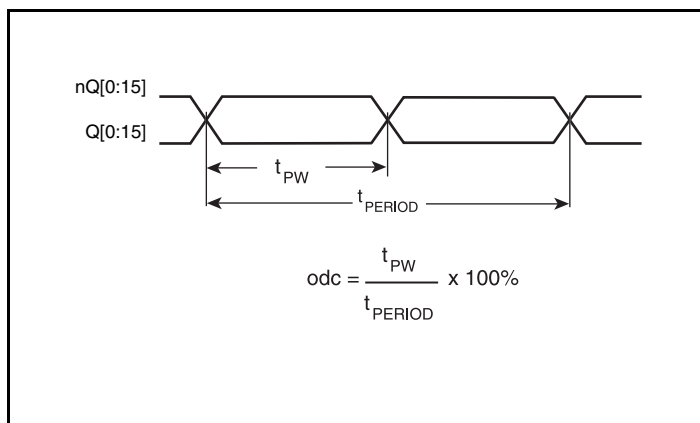 nQ[0:15]
Q[0:15]
tPW
tPERIOD
odc = tPW / tPERIOD x 100%